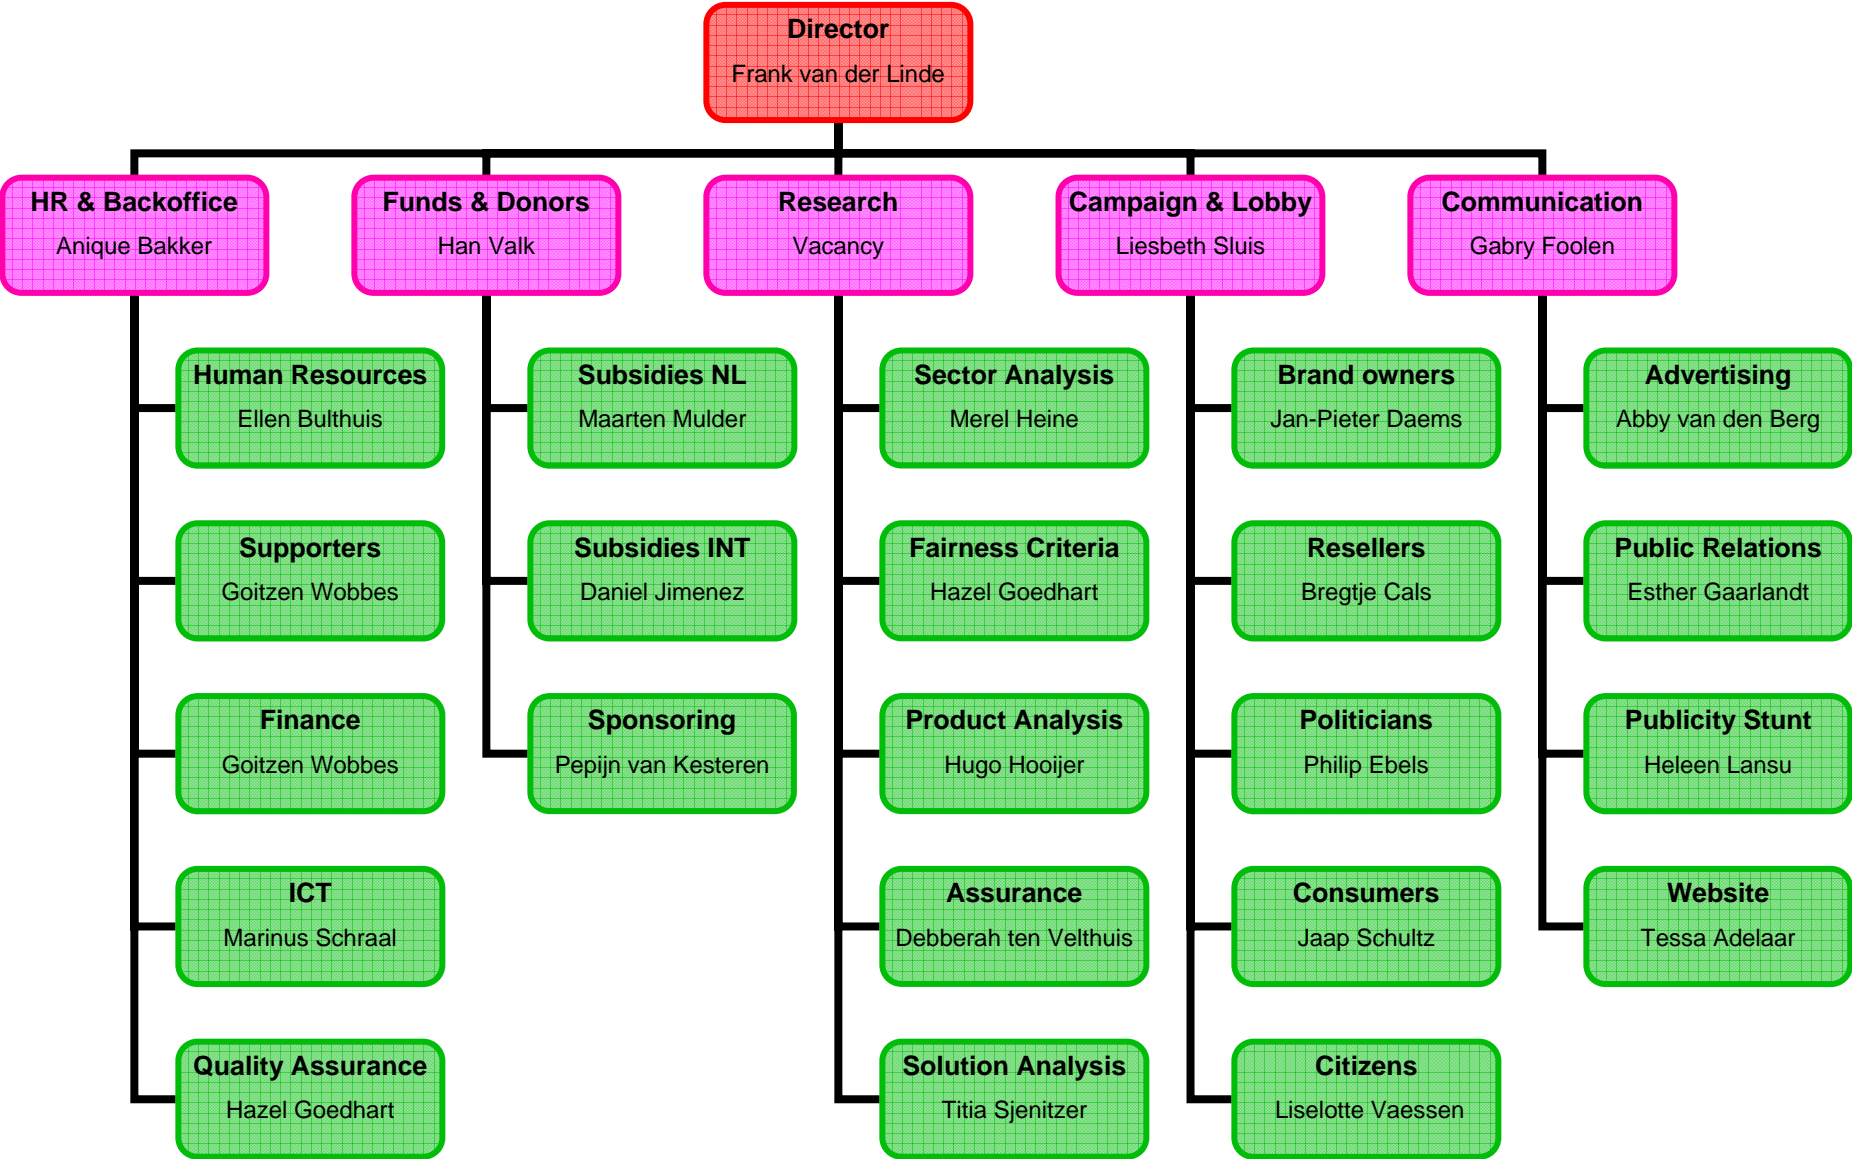 Director
Frank van der Linde
HR & Backoffice
Anique Bakker
Funds & Donors
Han Valk
Research
Vacancy
Campaign & Lobby
Liesbeth Sluis
Communication
Gabry Foolen
Human Resources
Ellen Bulthuis
Subsidies NL
Maarten Mulder
Sector Analysis
Merel Heine
Brand owners
Jan-Pieter Daems
Advertising
Abby van den Berg
Supporters
Goitzen Wobbes
Subsidies INT
Daniel Jimenez
Fairness Criteria
Hazel Goedhart
Resellers
Bregtje Cals
Public Relations
Esther Gaarlandt
Finance
Goitzen Wobbes
Sponsoring
Pepijn van Kesteren
Product Analysis
Hugo Hooijer
Politicians
Philip Ebels
Publicity Stunt
Heleen Lansu
ICT
Marinus Schraal
Assurance
Debberah ten Velthuis
Consumers
Jaap Schultz
Website
Tessa Adelaar
Quality Assurance
Hazel Goedhart
Solution Analysis
Titia Sjenitzer
Citizens
Liselotte Vaessen